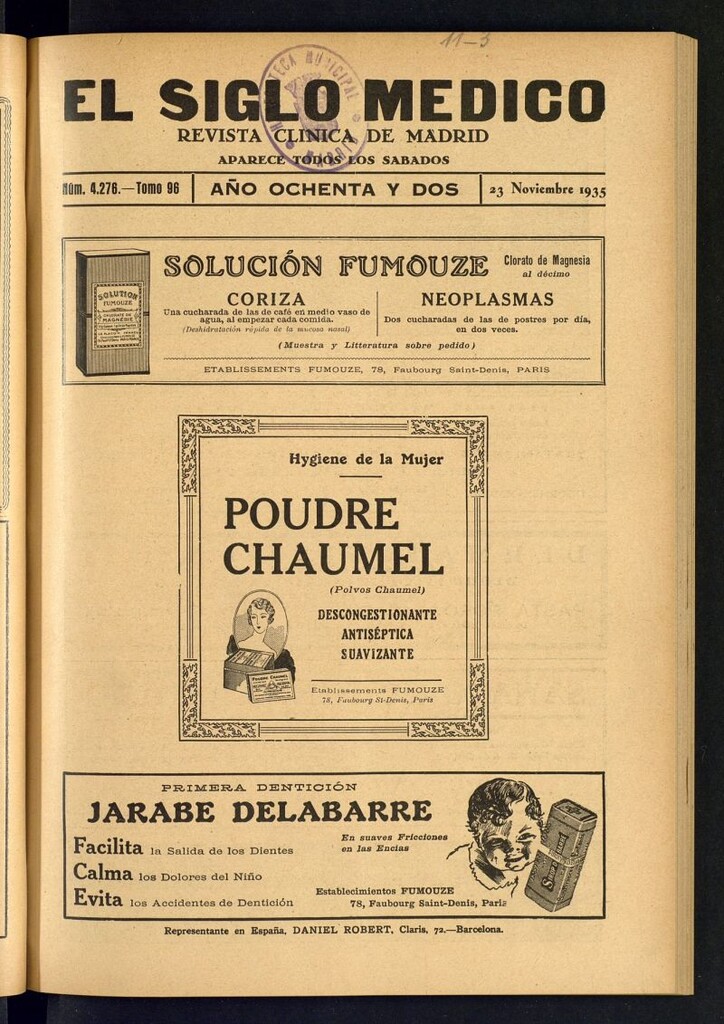 11-3
EL SIGLO MEDICO
REVISTA CLINICA DE MADRID
APARECE TODOS LOS SABADOS
Núm. 4.276.—Tomo 96
AÑO OCHENTA Y DOS
23 Noviembre 1935
SOLUCIÓN FUMOUZE
Clorato de Magnesia
al décimo
SOLUTION
FUMOUZE
CORIZA
Una cucharada de las de café en medio vaso de
agua, al empezar cada comida.
(Deshidratación rápida de la mucosa nasal)
NEOPLASMAS
Dos cucharadas de las de postres por día,
en dos veces.
(Muestra y Litteratura sobre pedido)
ETABLISSEMENTS FUMOUZE, 78, Faubourg Saint-Denis, PARIS
Hygiene de la Mujer
POUDRE
CHAUMEL
(Polvos Chaumel)
DESCONGESTIONANTE
ANTISÉPTICA
SUAVIZANTE
Etablissements FUMOUZE
78, Faubourg St-Denis, Paris
PRIMERA DENTICIÓN
JARABE DELABARRE
Facilita la Salida de los Dientes
Calma los Dolores del Niño
Evita los Accidentes de Dentición
En suaves Fricciones
en las Encias
Establecimientos FUMOUZE
78, Faubourg Saint-Denis, Paris
Representante en España, DANIEL ROBERT, Claris, 72.—Barcelona.